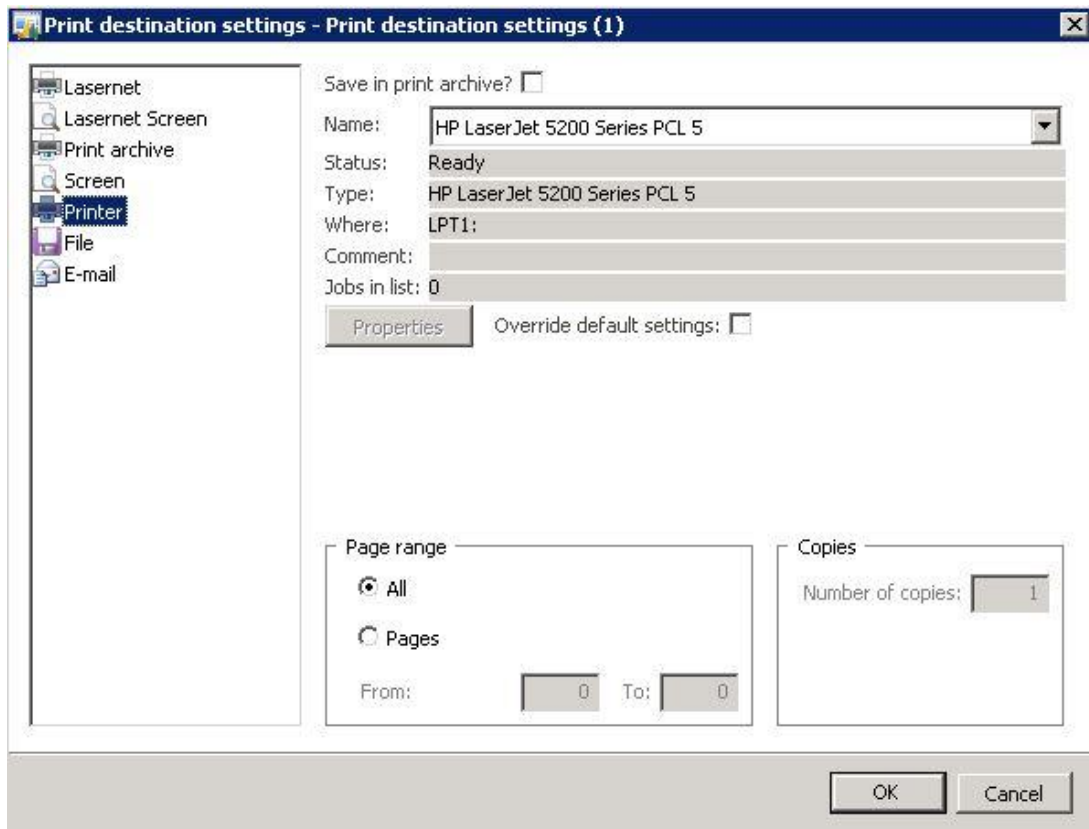 Print destination settings - Print destination settings (1)
Lasernet
Lasernet Screen
Print archive
Screen
Printer
File
E-mail
Save in print archive?
Name: HP LaserJet 5200 Series PCL 5
Status: Ready
Type: HP LaserJet 5200 Series PCL 5
Where: LPT1:
Comment:
Jobs in list: 0
Properties Override default settings:
Page range
All
Pages
From: 0 To: 0
Copies
Number of copies: 1
OK Cancel